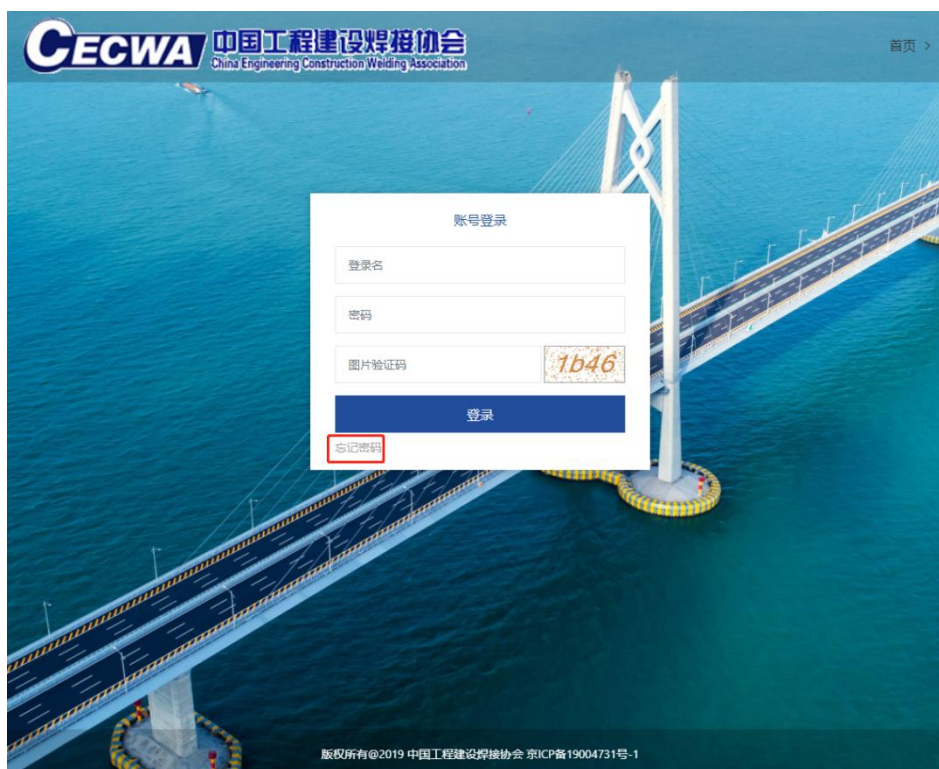 CECWA 中国工程建设焊接协会
China Engineering Construction Welding Association
首页 >
账号登录
登录名
密码
图片验证码 1b46
登录
忘记密码
版权所有@2019 中国工程建设焊接协会 京ICP备19004731号-1